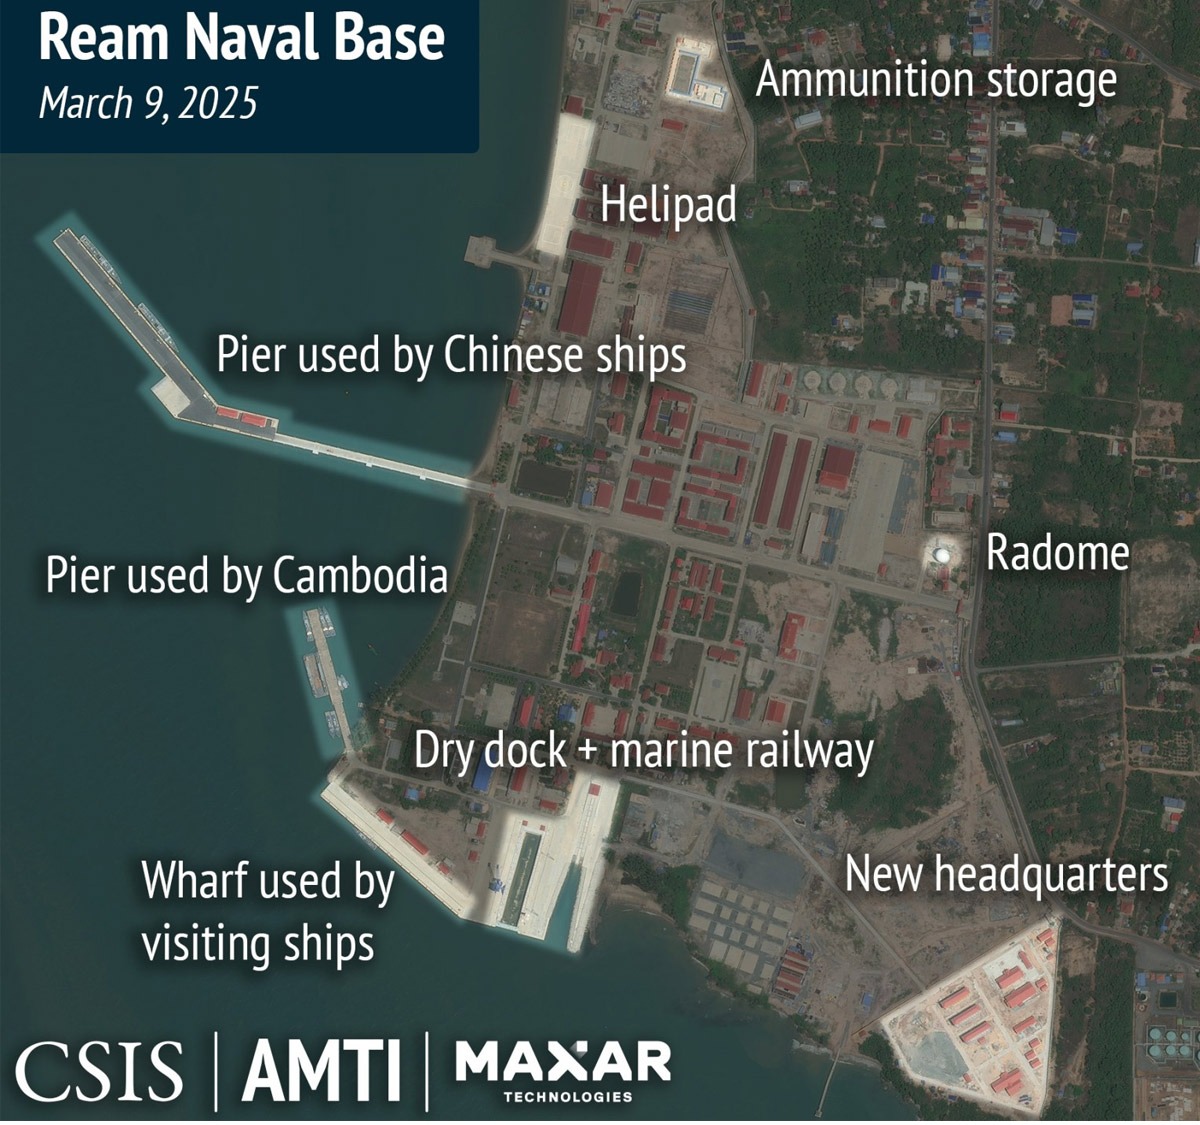 Ream Naval Base
March 9, 2025
Ammunition storage
Helipad
Pier used by Chinese ships
Pier used by Cambodia
Radome
Dry dock + marine railway
Wharf used by
visiting ships
New headquarters
CSIS | AMTI | MAXAR
TECHNOLOGIES